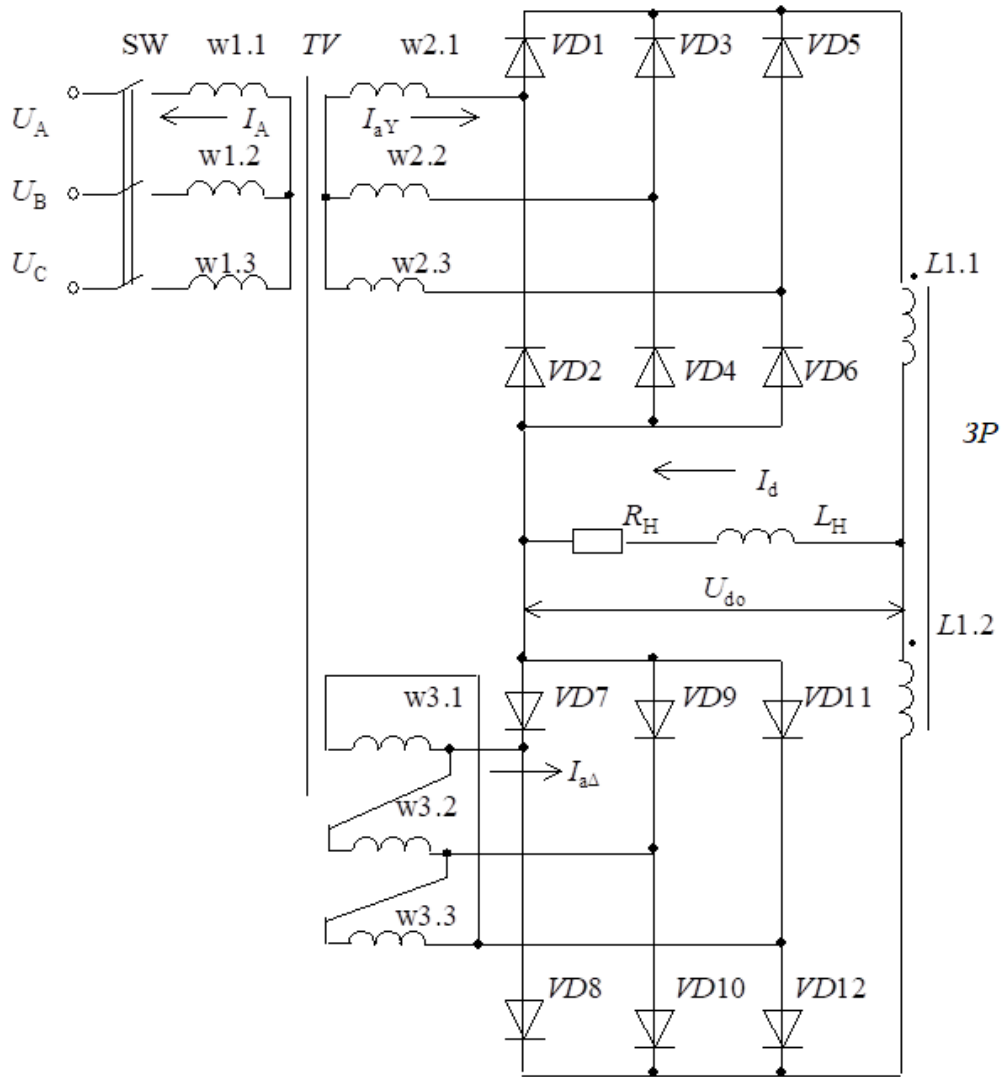 SW w1.1 TV w2.1 VD1 VD3 VD5
U_A I_A I_aY
w1.2 w2.2
U_B
U_C w1.3 w2.3 L1.1
VD2 VD4 VD6
3P
I_d
R_H L_H
U_do
L1.2
w3.1 VD7 VD9 VD11
I_aΔ
w3.2
w3.3
VD8 VD10 VD12